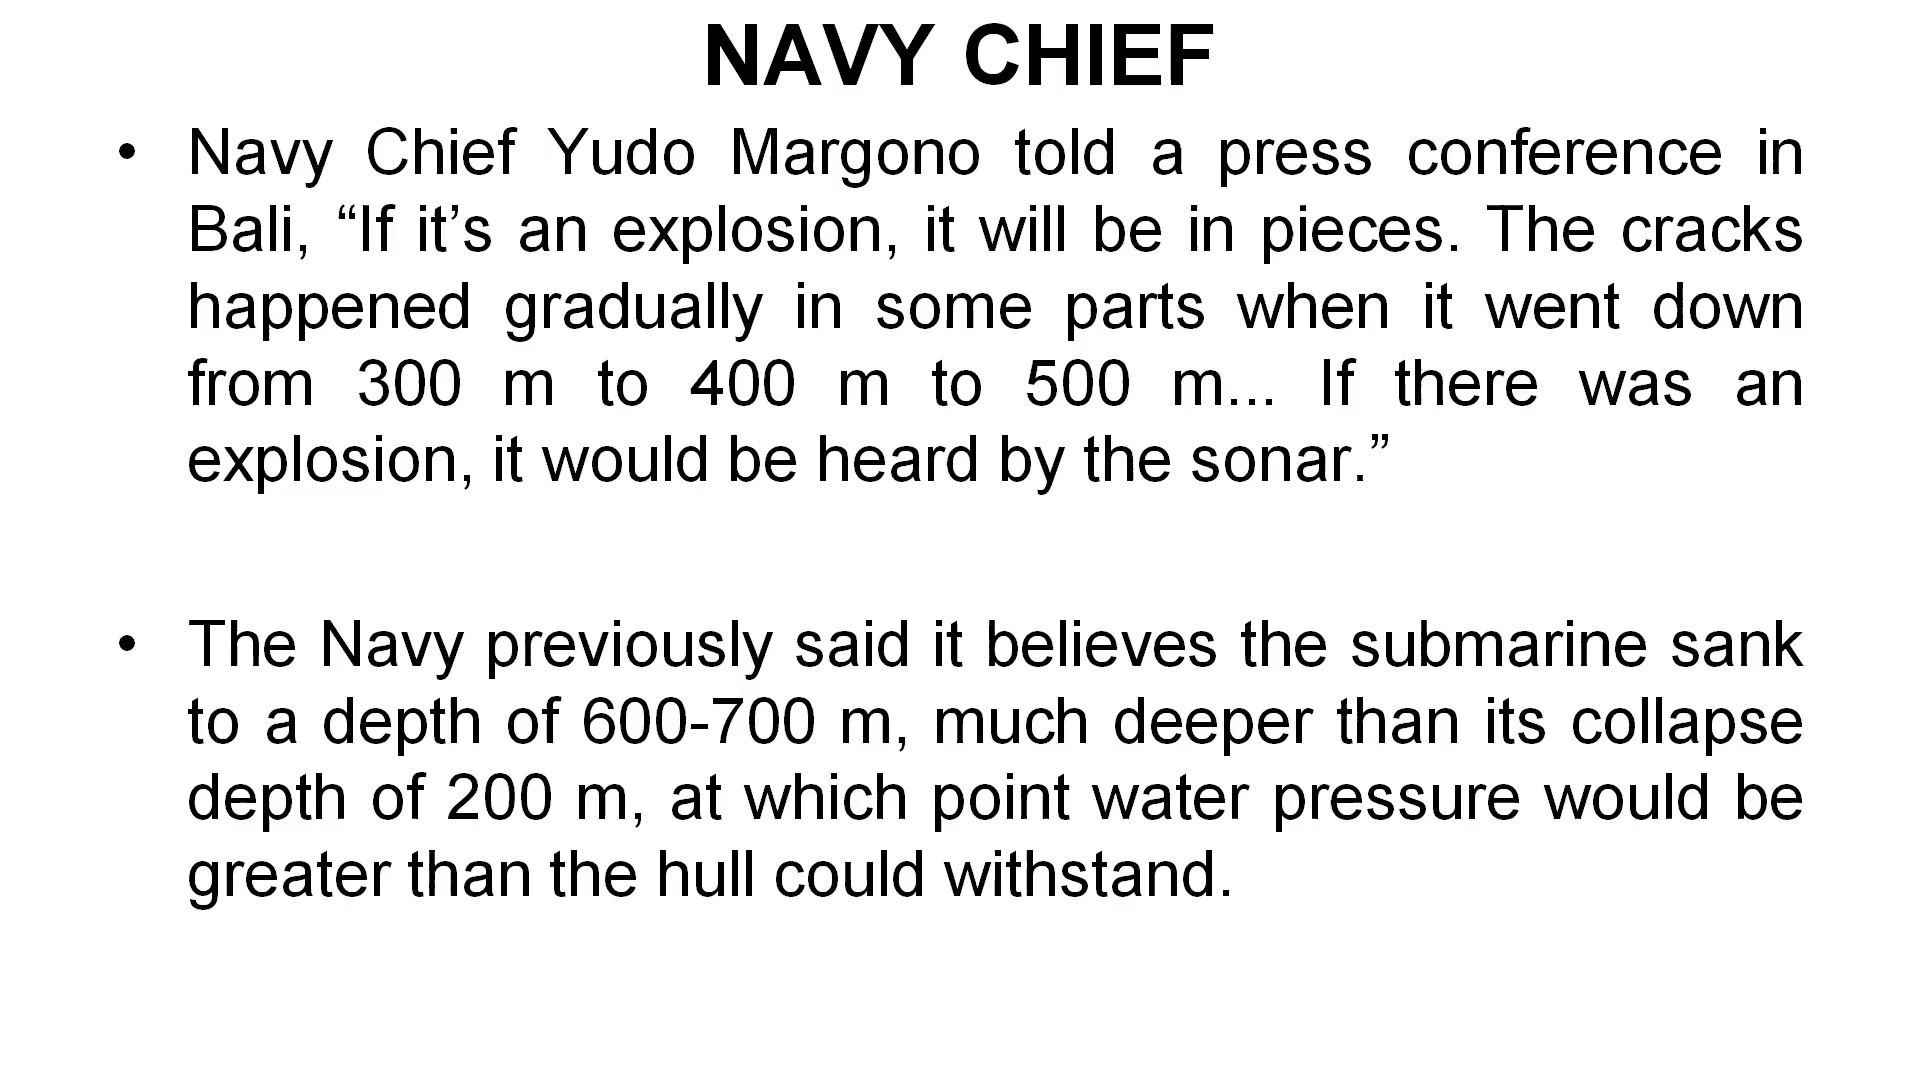 NAVY CHIEF
• Navy Chief Yudo Margono told a press conference in
Bali, “If it’s an explosion, it will be in pieces. The cracks
happened gradually in some parts when it went down
from 300 m to 400 m to 500 m... If there was an
explosion, it would be heard by the sonar.”
• The Navy previously said it believes the submarine sank
to a depth of 600-700 m, much deeper than its collapse
depth of 200 m, at which point water pressure would be
greater than the hull could withstand.